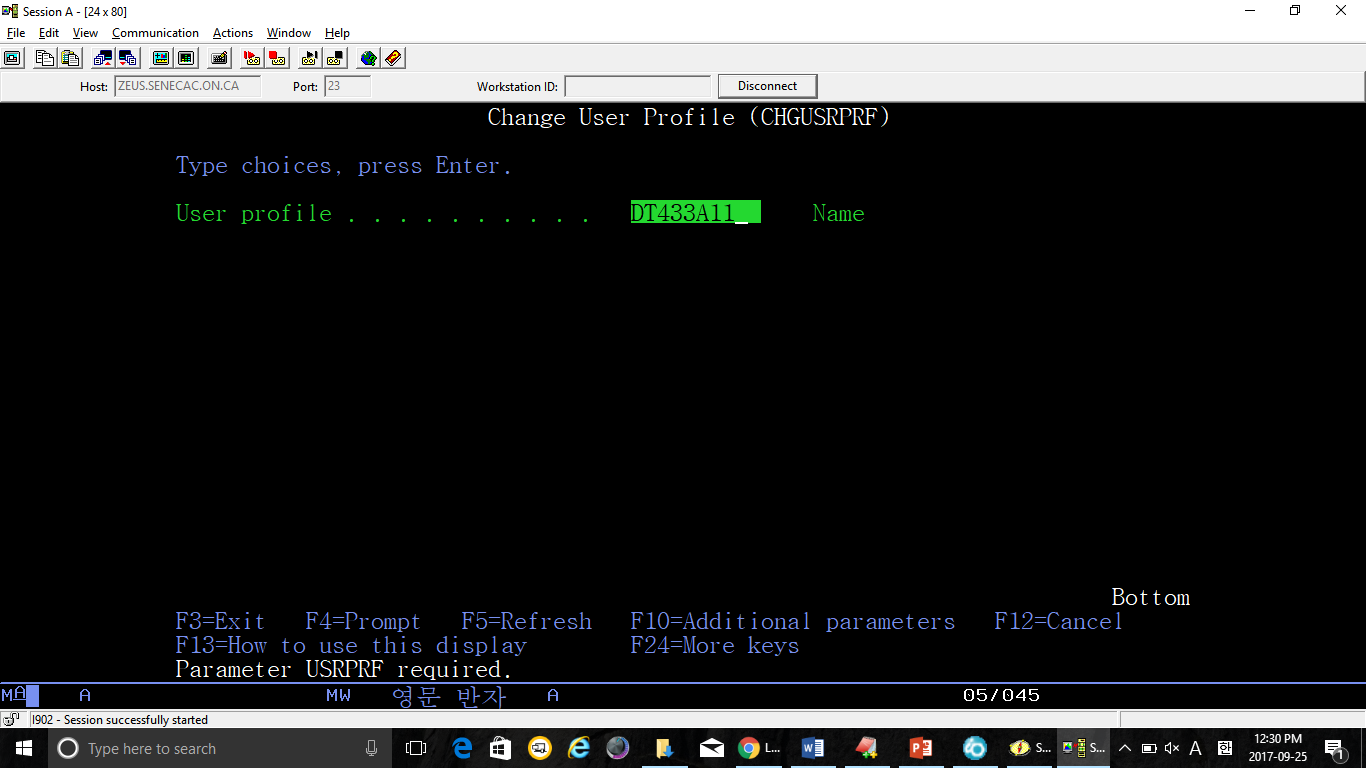 Session A - [24 x 80]
File Edit View Communication Actions Window Help
Host: ZEUS.SENECAC.ON.CA Port: 23 Workstation ID: Disconnect
Change User Profile (CHGUSRPRF)
Type choices, press Enter.
User profile . . . . . . . . . . DT433A11_ Name
Bottom
F3=Exit F4=Prompt F5=Refresh F10=Additional parameters F12=Cancel
F13=How to use this display F24=More keys
Parameter USRPRF required.
MA A MW 영문 반자 A 05/045
I902 - Session successfully started
Type here to search L... S... S... A 한 12:30 PM
2017-09-25 1